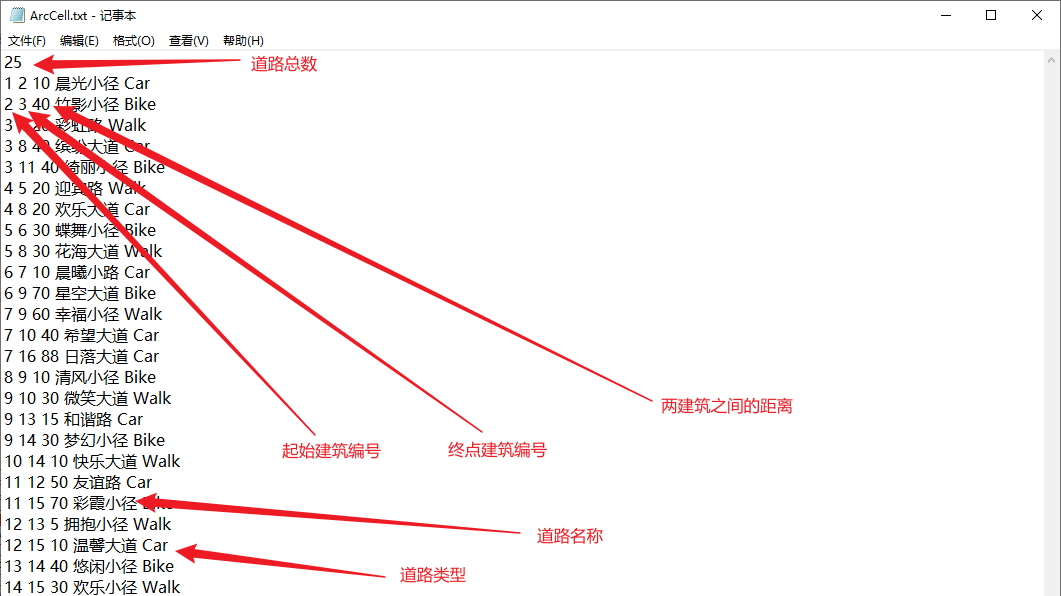 ArcCell.txt - 记事本
文件(F) 编辑(E) 格式(O) 查看(V) 帮助(H)
25
道路总数
1 2 10 晨光小径 Car
2 3 40 竹影小径 Bike
3 彩虹路 Walk
3 8 40 缤纷大道 Car
3 11 40 绮丽小径 Bike
4 5 20 迎宾路 Walk
4 8 20 欢乐大道 Car
5 6 30 蝶舞小径 Bike
5 8 30 花海大道 Walk
6 7 10 晨曦小路 Car
6 9 70 星空大道 Bike
7 9 60 幸福小径 Walk
7 10 40 希望大道 Car
7 16 88 日落大道 Car
8 9 10 清风小径 Bike
9 10 30 微笑大道 Walk
两建筑之间的距离
9 13 15 和谐路 Car
9 14 30 梦幻小径 Bike
起始建筑编号
终点建筑编号
10 14 10 快乐大道 Walk
11 12 50 友谊路 Car
11 15 70 彩霞小径 Bike
12 13 5 拥抱小径 Walk
道路名称
12 15 10 温馨大道 Car
13 14 40 悠闲小径 Bike
道路类型
14 15 30 欢乐小径 Walk